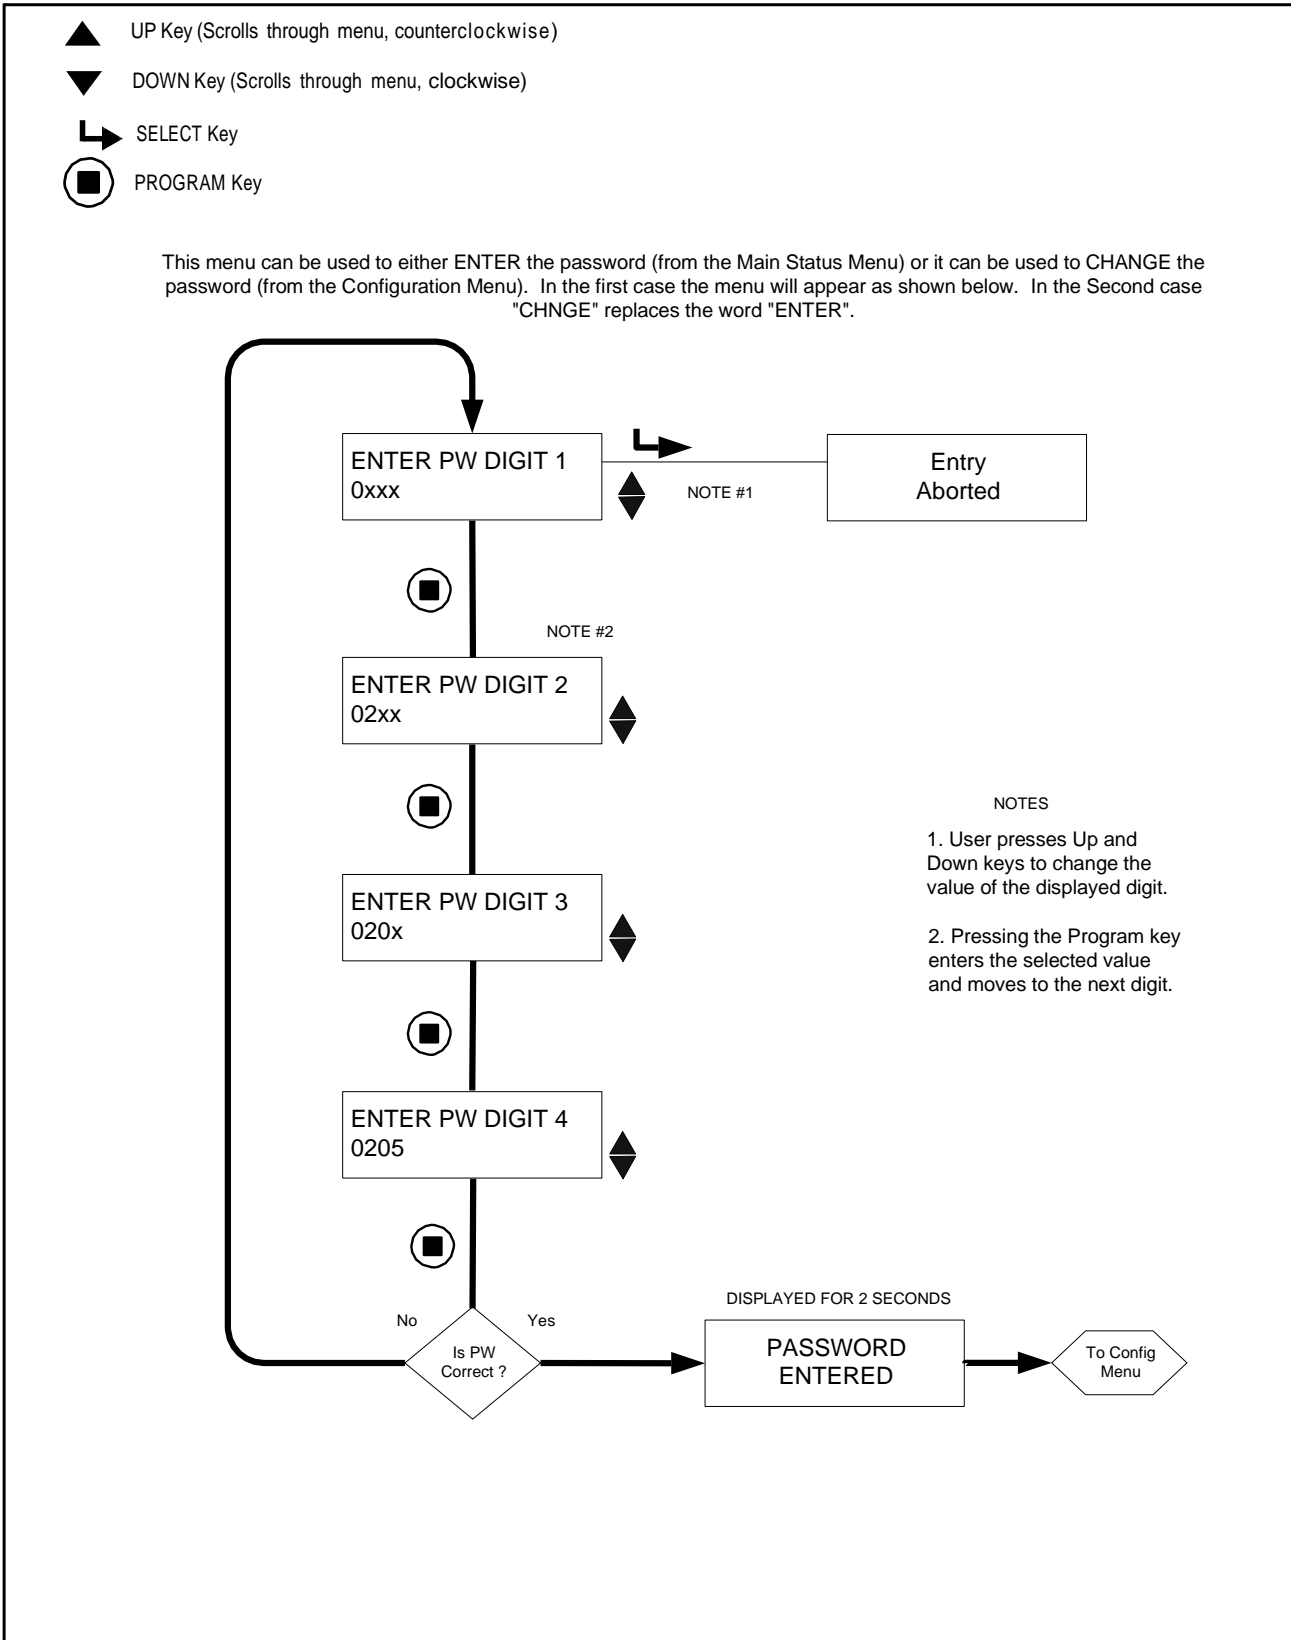 UP Key (Scrolls through menu, counterclockwise)
DOWN Key (Scrolls through menu, clockwise)
SELECT Key
PROGRAM Key
This menu can be used to either ENTER the password (from the Main Status Menu) or it can be used to CHANGE the
password (from the Configuration Menu). In the first case the menu will appear as shown below. In the Second case
"CHNGE" replaces the word "ENTER".
ENTER PW DIGIT 1
0xxx
NOTE #1
Entry
Aborted
NOTE #2
ENTER PW DIGIT 2
02xx
ENTER PW DIGIT 3
020x
NOTES
1. User presses Up and
Down keys to change the
value of the displayed digit.
2. Pressing the Program key
enters the selected value
and moves to the next digit.
ENTER PW DIGIT 4
0205
No
Yes
Is PW
Correct ?
DISPLAYED FOR 2 SECONDS
PASSWORD
ENTERED
To Config
Menu